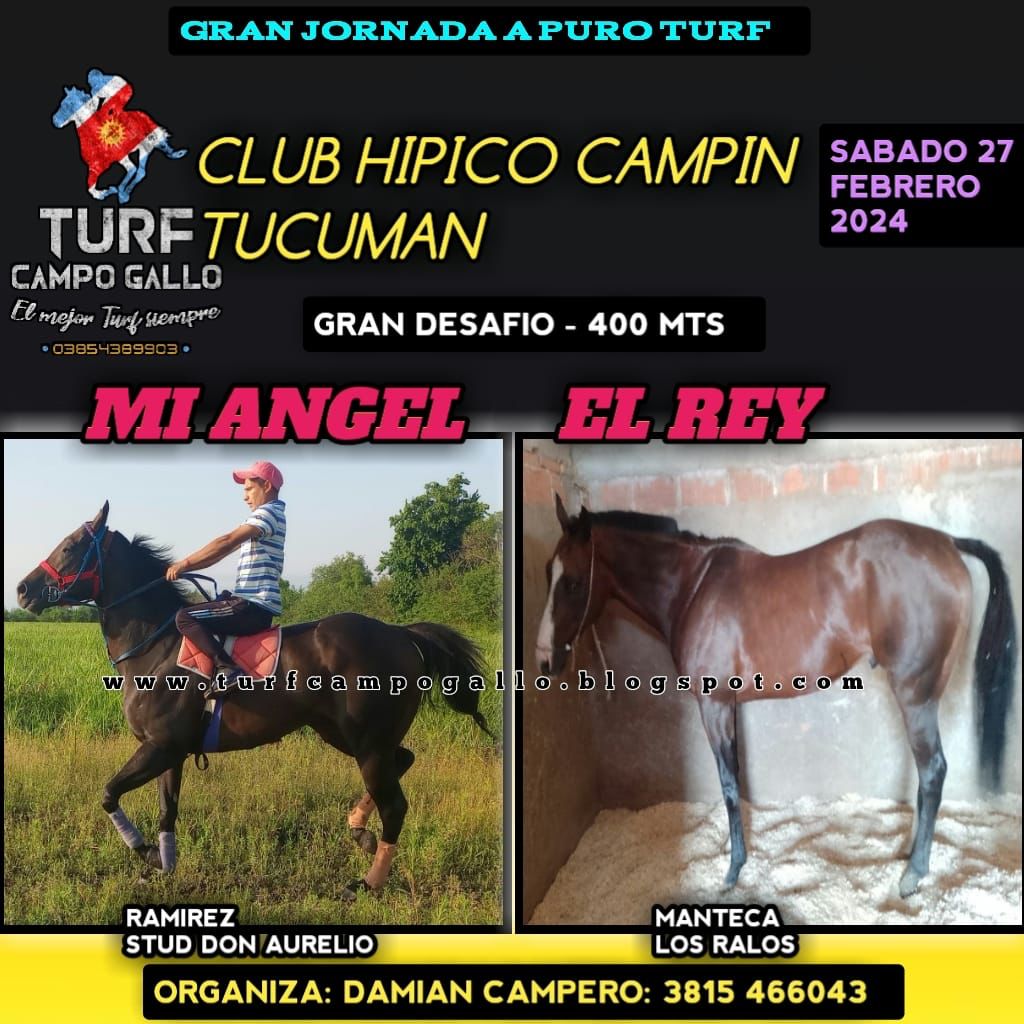 GRAN JORNADA A PURO TURF
CLUB HIPICO CAMPIN
TUCUMAN
SABADO 27
FEBRERO
2024
TURF
CAMPO GALLO
El mejor Turf siempre
• 03854389903 •
GRAN DESAFIO - 400 MTS
MI ANGEL
EL REY
www.turfcampogallo.blogspot.com
RAMIREZ
STUD DON AURELIO
MANTECA
LOS RALOS
ORGANIZA: DAMIAN CAMPERO: 3815 466043